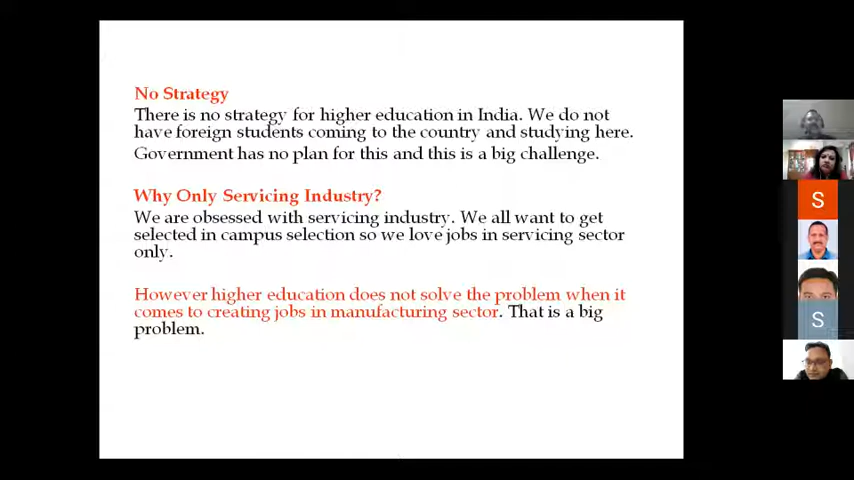 No Strategy
There is no strategy for higher education in India. We do not
have foreign students coming to the country and studying here.
Government has no plan for this and this is a big challenge.
Why Only Servicing Industry?
We are obsessed with servicing industry. We all want to get
selected in campus selection so we love jobs in servicing sector
only.
However higher education does not solve the problem when it
comes to creating jobs in manufacturing sector. That is a big
problem.
S
S